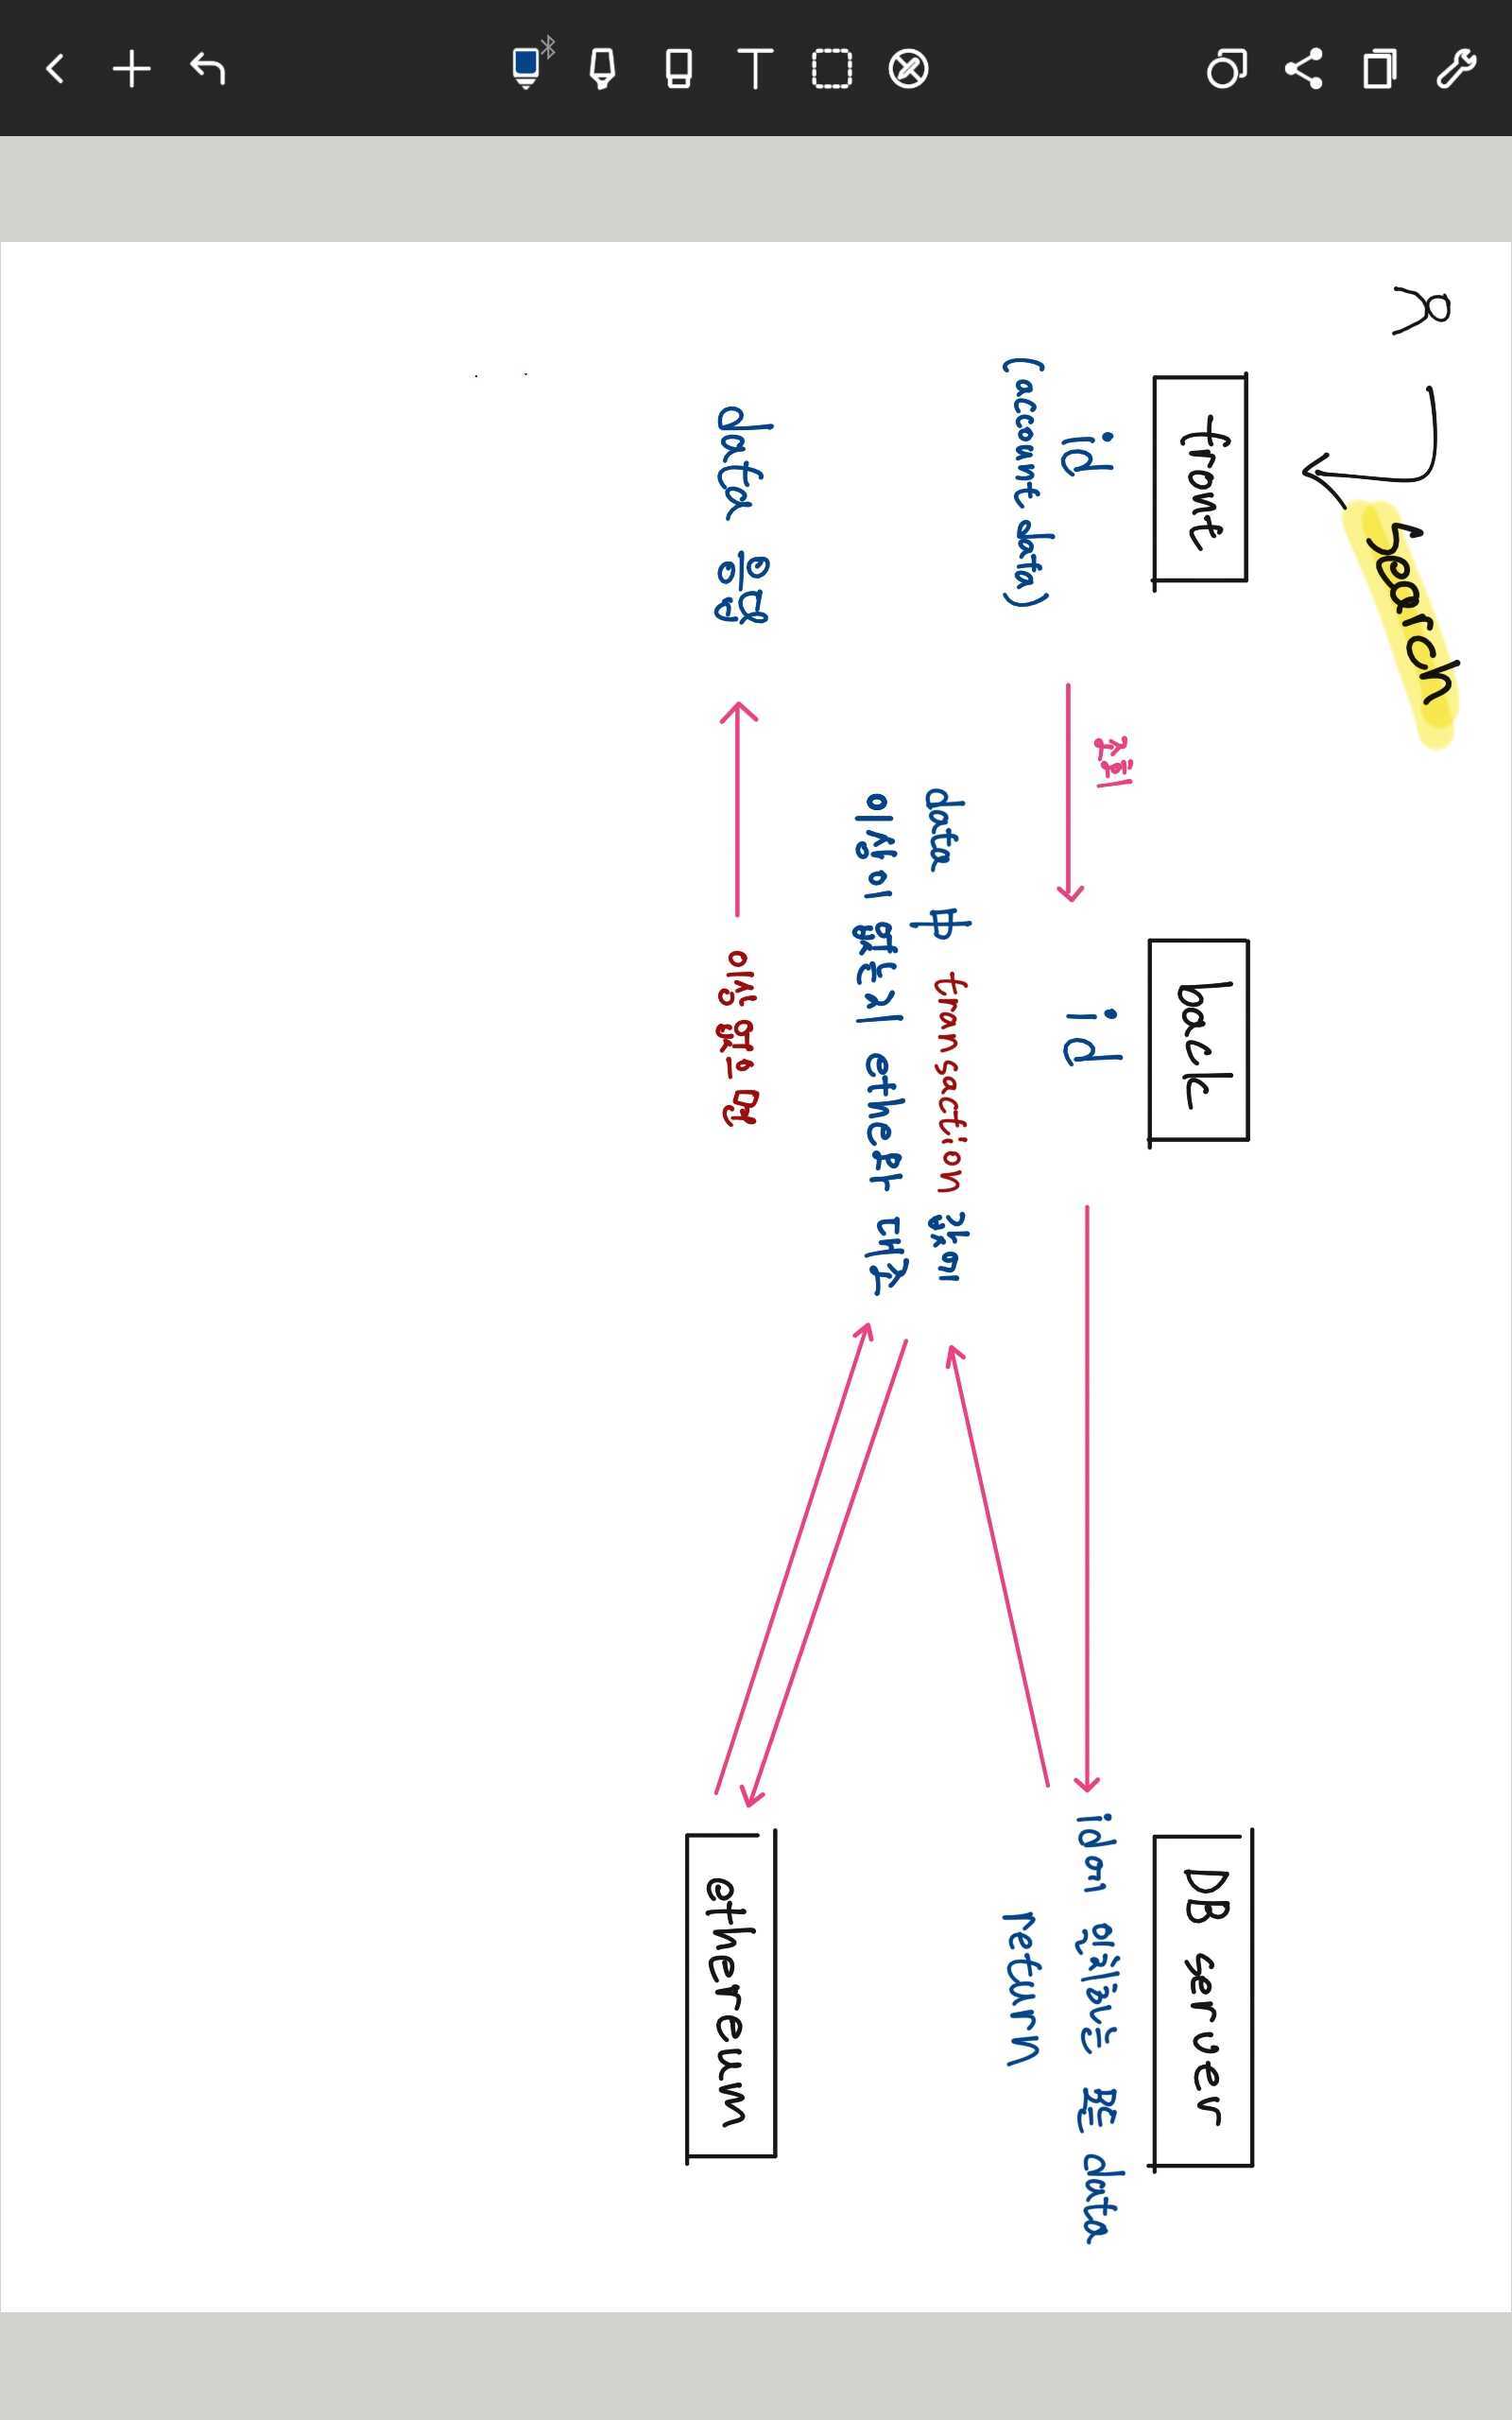 Search
front
back
DB server
id
(account data)
조회
id
id에 일치하는 모든 data
return
data 中 transaction 값에
이상이 없는지 ether와 대조
data 응답
이상 없으면
ethereum